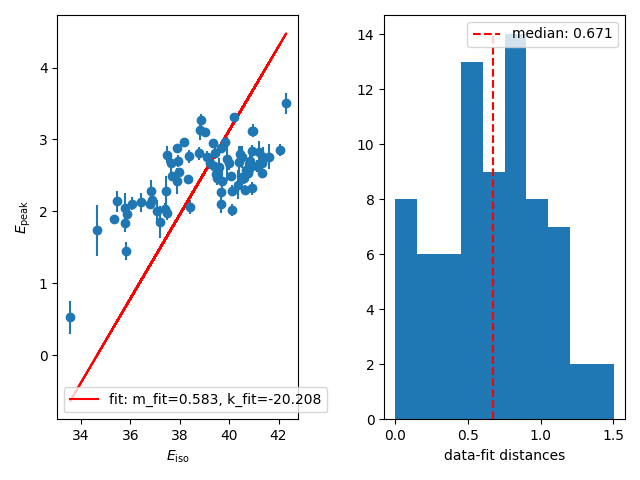 4
3
2
1
0
E_peak
fit: m_fit=0.583, k_fit=-20.208
34 36 38 40 42
E_iso
median: 0.671
14
12
10
8
6
4
2
0
0.0 0.5 1.0 1.5
data-fit distances